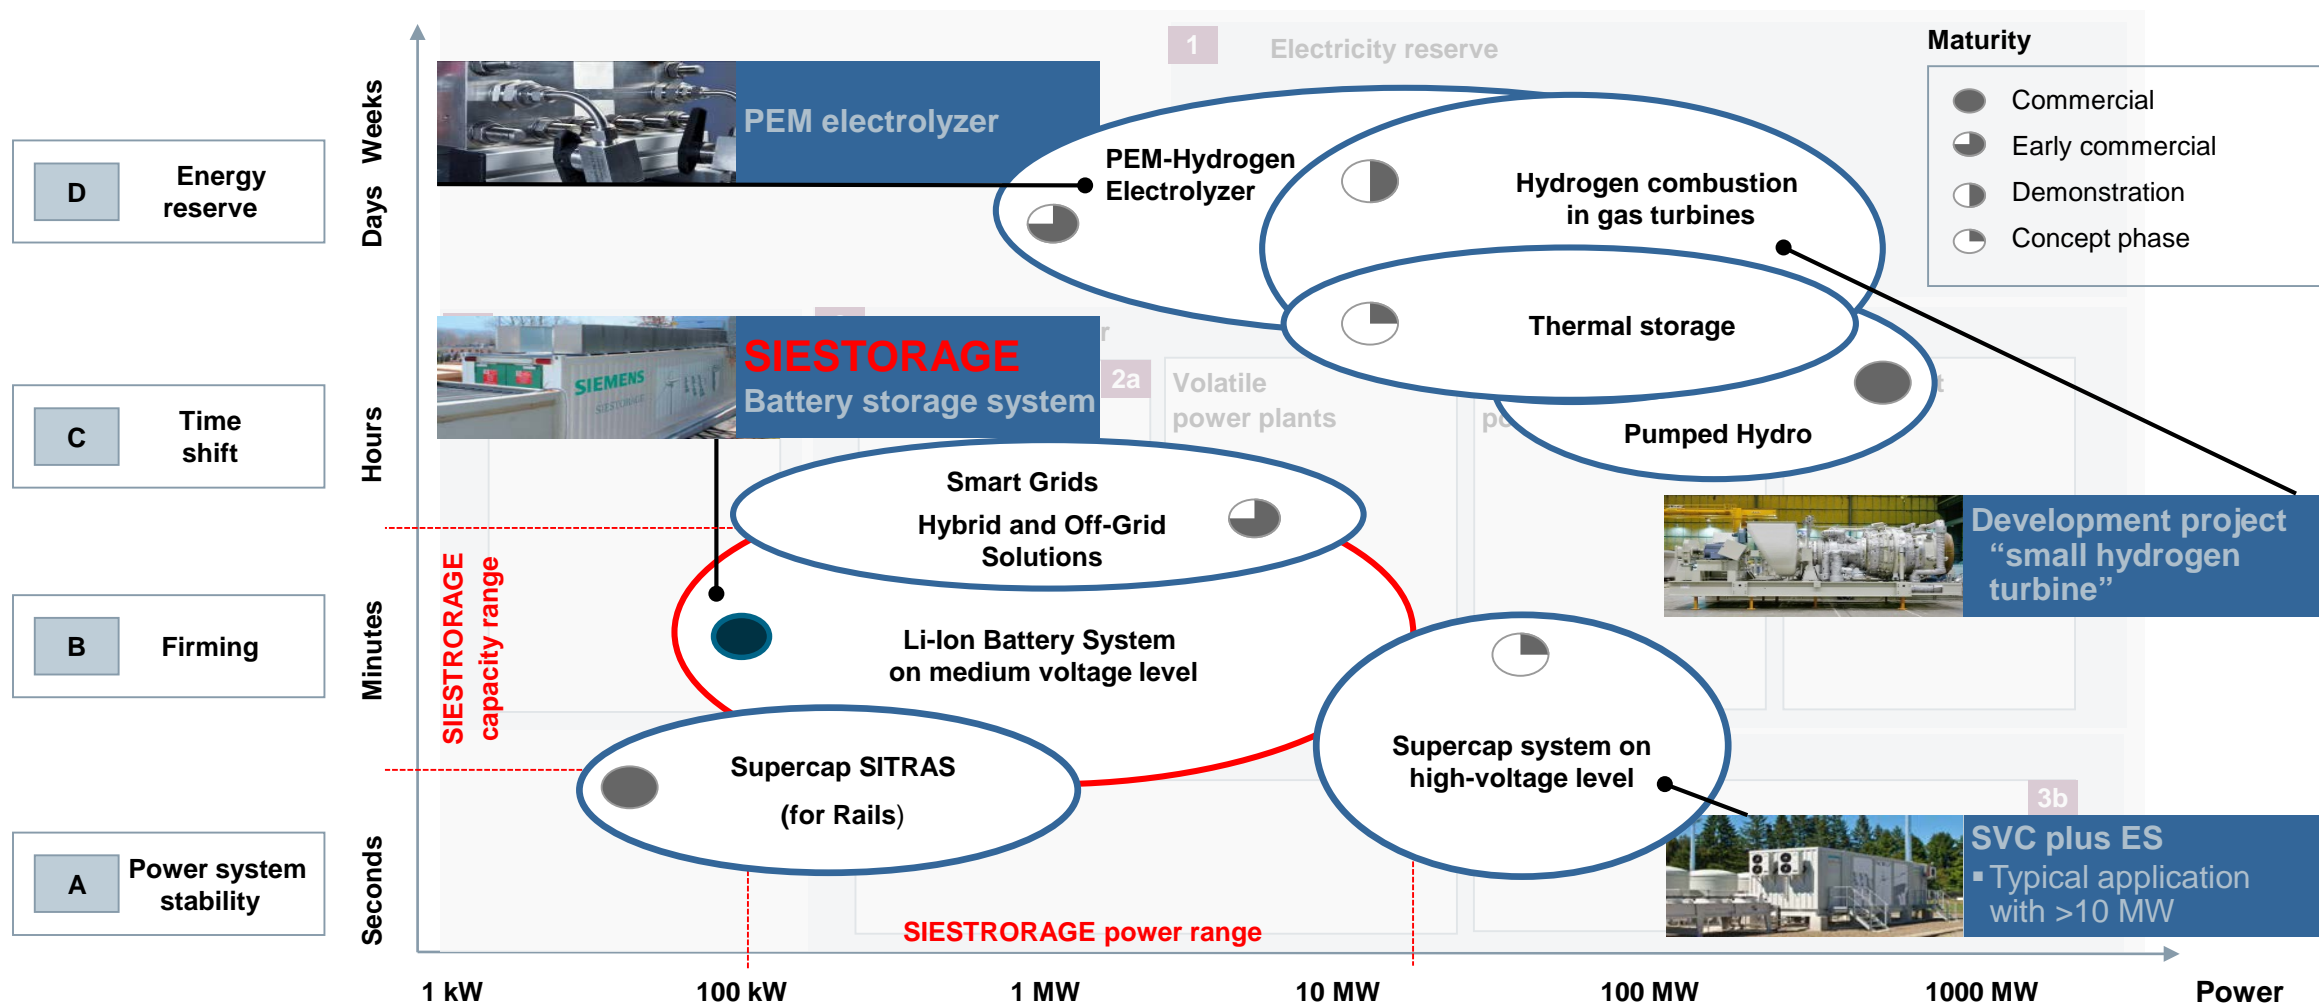 1
Electricity reserve
Maturity
Commercial
Early commercial
Demonstration
Concept phase
Weeks
Days
Hours
Minutes
Seconds
D
Energy
reserve
C
Time
shift
B
Firming
A
Power system
stability
PEM electrolyzer
PEM-Hydrogen
Electrolyzer
Hydrogen combustion
in gas turbines
Thermal storage
Pumped Hydro
SIEMENS
SIESTORAGE
SIESTORAGE
Battery storage system
2a
Volatile
power plants
Smart Grids
Hybrid and Off-Grid
Solutions
SIESTRORAGE
capacity range
Li-Ion Battery System
on medium voltage level
Development project
“small hydrogen
turbine”
Supercap SITRAS
(for Rails)
Supercap system on
high-voltage level
3b
SVC plus ES
▪ Typical application
with >10 MW
SIESTRORAGE power range
1 kW
100 kW
1 MW
10 MW
100 MW
1000 MW
Power